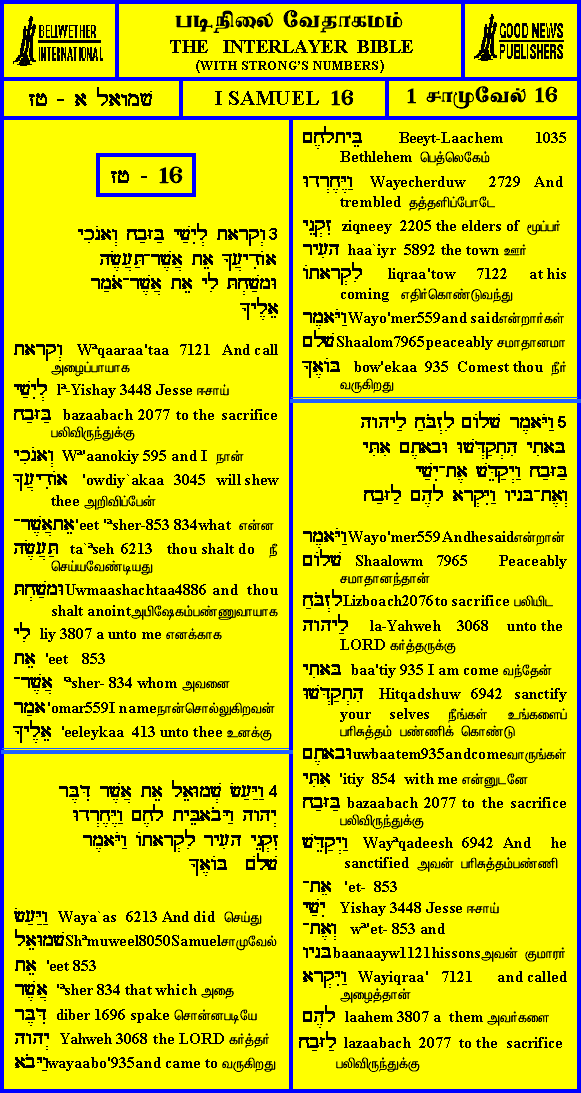 BELLWETHER
INTERNATIONAL
படிநிலை வேதாகமம்
THE INTERLAYER BIBLE
(WITH STRONG'S NUMBERS)
GOOD NEWS
PUBLISHERS
שמואל א - טז
I SAMUEL 16
1 சாமுவேல் 16
16 - טז
3 וְקָרָאתָ לְיִשַׁי בַּזָּבַח וְאָנֹכִי
אוֹדִיעֲךָ אֵת אֲשֶׁר־תַּעֲשֶׂה
וּמָשַׁחְתָּ לִי אֵת אֲשֶׁר־אֹמַר
אֵלֶיךָ
וְקָרָאתָ Wᵃqaaraa'taa 7121 And call
அழைப்பாயாக
לְיִשַׁי lᵃ-Yishay 3448 Jesse ஈசாய்
בַּזָּבַח bazaabach 2077 to the sacrifice
பலிவிருந்துக்கு
וְאָנֹכִי Wᵃ'aanokiy 595 and I நான்
אוֹדִיעֲךָ 'owdiy`akaa 3045 will shew
thee அறிவிப்பேன்
אֵת אֲשֶׁר־ 'eet 'ᵃsher-853 834what என்ன
תַּעֲשֶׂה ta`ᵃseh 6213 thou shalt do நீ
செய்யவேண்டியது
וּמָשַׁחְתָּ Uwmaashachtaa4886 and thou
shalt anointஅபிஷேகம்பண்ணுவாயாக
לִי liy 3807 a unto me எனக்காக
אֵת 'eet 853
אֲשֶׁר־ 'ᵃsher- 834 whom அவனை
אֹמַר 'omar559I nameநான்சொல்லுகிறவன்
אֵלֶיךָ 'eeleykaa 413 unto thee உனக்கு
4 וַיַּעַשׂ שְׁמוּאֵל אֵת אֲשֶׁר דִּבֶּר
יְהוָה וַיָּבֹא בֵּית לָחֶם וַיֶּחֶרְדוּ
זִקְנֵי הָעִיר לִקְרָאתוֹ וַיֹּאמֶר
שָׁלֹם בּוֹאֶךָ
וַיַּעַשׂ Waya`as 6213 And did செய்து
שְׁמוּאֵל Shᵃmuweel8050Samuelசாமுவேல்
אֵת 'eet 853
אֲשֶׁר 'ᵃsher 834 that which அதை
דִּבֶּר diber 1696 spake சொன்னபடியே
יְהוָה Yahweh 3068 the LORD கர்த்தர்
וַיָּבֹא wayaabo'935and came to வருகிறது
בֵּית לֶחֶם Beeyt-Laachem 1035
Bethlehem பெத்லெகேம்
וַיֶּחֶרְדוּ Wayecherduw 2729 And
trembled தத்தளிப்போடே
זִקְנֵי ziqneey 2205 the elders of மூப்பர்
הָעִיר haa`iyr 5892 the town ஊர்
לִקְרָאתוֹ liqraa'tow 7122 at his
coming எதிர்கொண்டுவந்து
וַיֹּאמֶר Wayo'mer559and saidஎன்றார்கள்
שָׁלֹם Shaalom7965peaceably சமாதானமா
בּוֹאֶךָ bow'ekaa 935 Comest thou நீர்
வருகிறது
5 וַיֹּאמֶר שָׁלוֹם לִזְבֹּחַ לַיהוָה
בָּאתִי הִתְקַדְּשׁוּ וּבָאתֶם אִתִּי
בַּזָּבַח וַיְקַדֵּשׁ אֶת־יִשַׁי
וְאֶת־בָּנָיו וַיִּקְרָא לָהֶם לַזָּבַח
וַיֹּאמֶר Wayo'mer559 Andhesaidஎன்றான்
שָׁלוֹם Shaalowm 7965 Peaceably
சமாதானந்தான்
לִזְבֹּחַ Lizboach2076to sacrifice பலியிட
לַיהוָה la-Yahweh 3068 unto the
LORD கர்த்தருக்கு
בָּאתִי baa'tiy 935 I am come வந்தேன்
הִתְקַדְּשׁוּ Hitqadshuw 6942 sanctify
your selves நீங்கள் உங்களைப்
பரிசுத்தம் பண்ணிக் கொண்டு
וּבָאתֶם uwbaatem935andcomeவாருங்கள்
אִתִּי 'itiy 854 with me என்னுடனே
בַּזָּבַח bazaabach 2077 to the sacrifice
பலிவிருந்துக்கு
וַיְקַדֵּשׁ Wayᵃqadeesh 6942 And he
sanctified அவன் பரிசுத்தம்பண்ணி
אֶת־ 'et- 853
יִשַׁי Yishay 3448 Jesse ஈசாய்
וְאֶת־ wᵃ'et- 853 and
בָּנָיו baanaayw1121hissonsஅவன் குமாரர்
וַיִּקְרָא Wayiqraa' 7121 and called
அழைத்தான்
לָהֶם laahem 3807 a them அவர்களை
לַזָּבַח lazaabach 2077 to the sacrifice
பலிவிருந்துக்கு